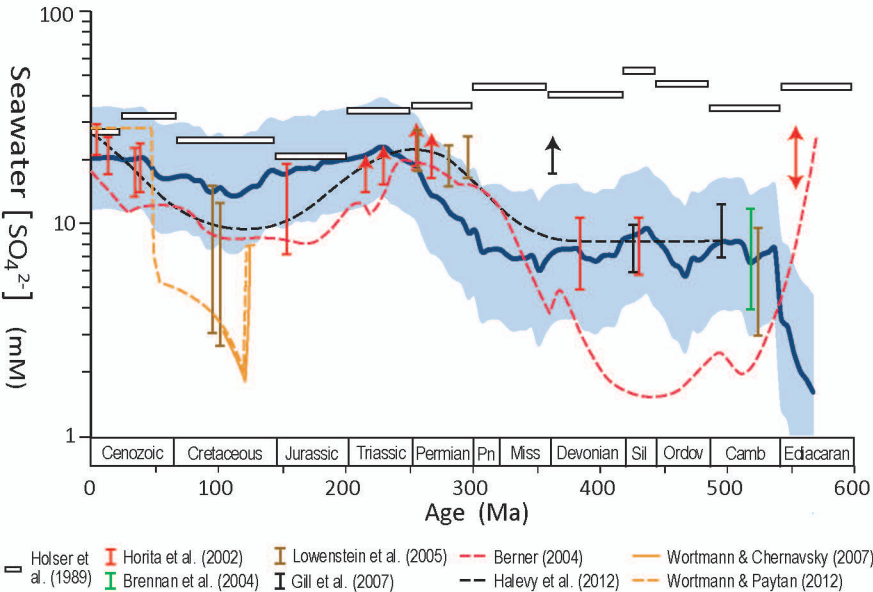 100
10
1
Seawater [SO₄²⁻] (mM)
Cenozoic Cretaceous Jurassic Triassic Permian Pn Miss Devonian Sil Ordov Camb Ediacaran
0 100 200 300 400 500 600
Age (Ma)
Holser et al. (1989)
Horita et al. (2002)
Brennan et al. (2004)
Lowenstein et al. (2005)
Gill et al. (2007)
Berner (2004)
Halevy et al. (2012)
Wortmann & Chernavsky (2007)
Wortmann & Paytan (2012)